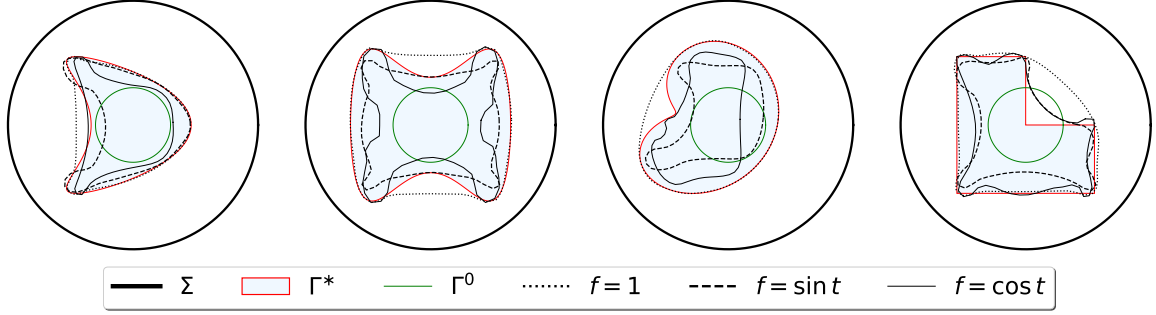 Σ Γ* Γ⁰ f = 1 f = sin t f = cos t